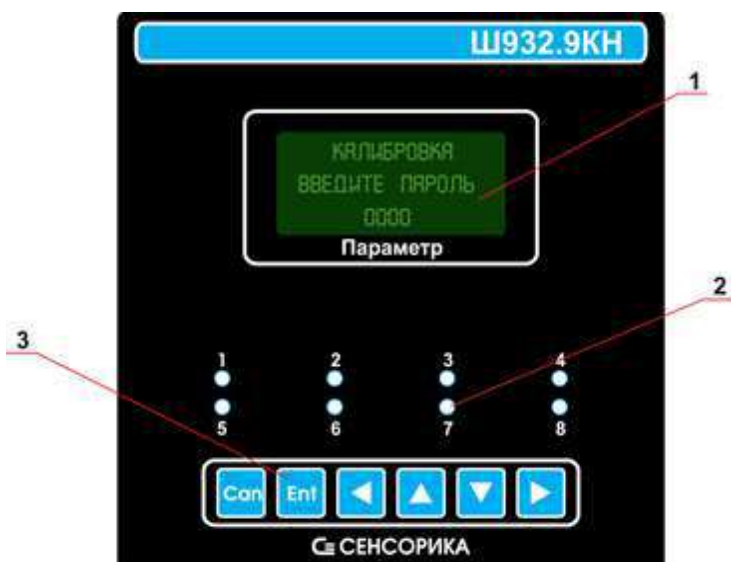 Ш932.9КН
1
КАЛИБРОВКА
ВВЕДИТЕ ПАРОЛЬ
0000
Параметр
2
3
1 2 3 4
5 6 7 8
Can Ent
СЕНСОРИКА